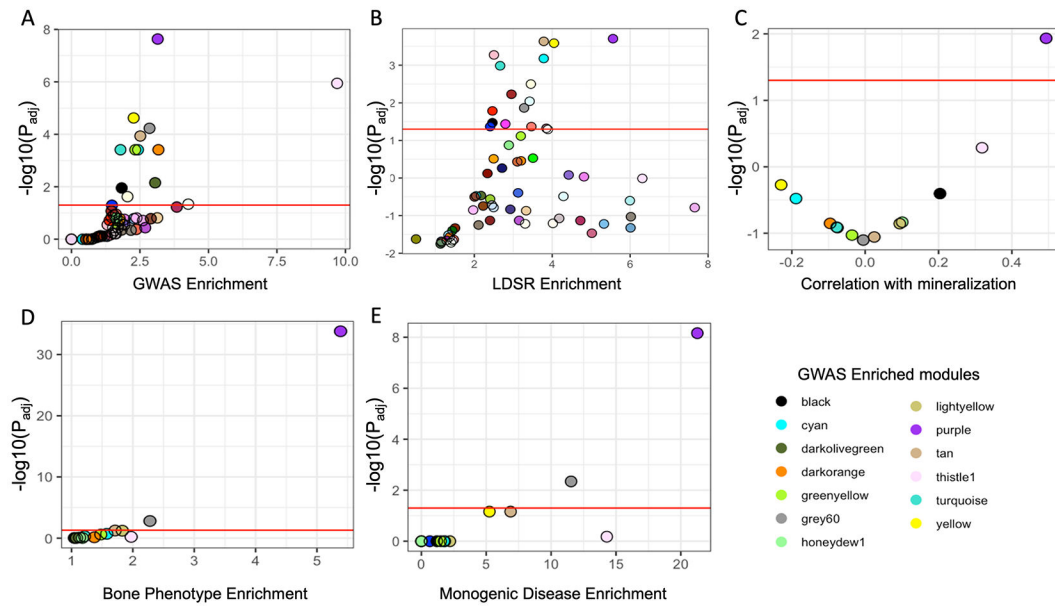 A
-log10(Padj)
8
6
4
2
0
0.0
2.5
5.0
7.5
10.0
GWAS Enrichment
B
-log10(Padj)
3
2
1
0
-1
-2
2
4
6
8
LDSR Enrichment
C
-log10(Padj)
2
1
0
-1
-0.2
0.0
0.2
0.4
Correlation with mineralization
D
-log10(Padj)
30
20
10
0
1
2
3
4
5
Bone Phenotype Enrichment
E
-log10(Padj)
8
6
4
2
0
0
5
10
15
20
Monogenic Disease Enrichment
GWAS Enriched modules
black
cyan
darkolivegreen
darkorange
greenyellow
grey60
honeydew1
lightyellow
purple
tan
thistle1
turquoise
yellow